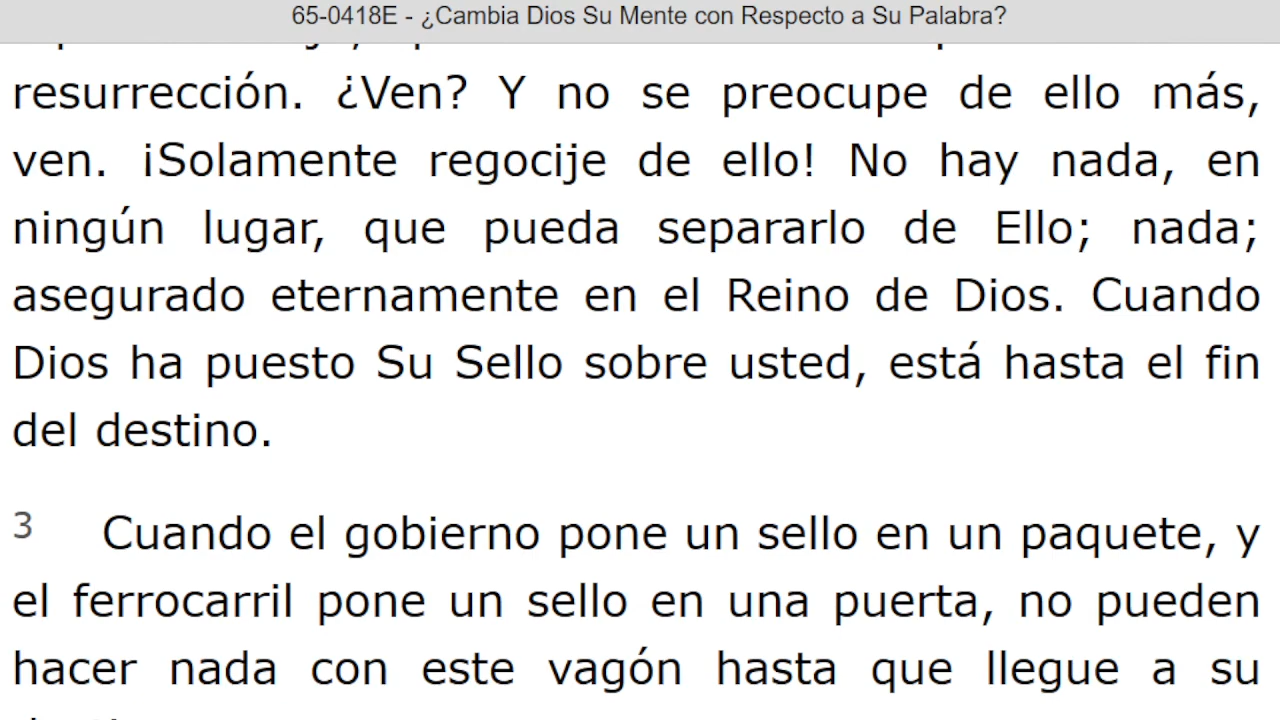 65-0418E - ¿Cambia Dios Su Mente con Respecto a Su Palabra?
resurrección. ¿Ven? Y no se preocupe de ello más,
ven. ¡Solamente regocije de ello! No hay nada, en
ningún lugar, que pueda separarlo de Ello; nada;
asegurado eternamente en el Reino de Dios. Cuando
Dios ha puesto Su Sello sobre usted, está hasta el fin
del destino.
3 Cuando el gobierno pone un sello en un paquete, y
el ferrocarril pone un sello en una puerta, no pueden
hacer nada con este vagón hasta que llegue a su